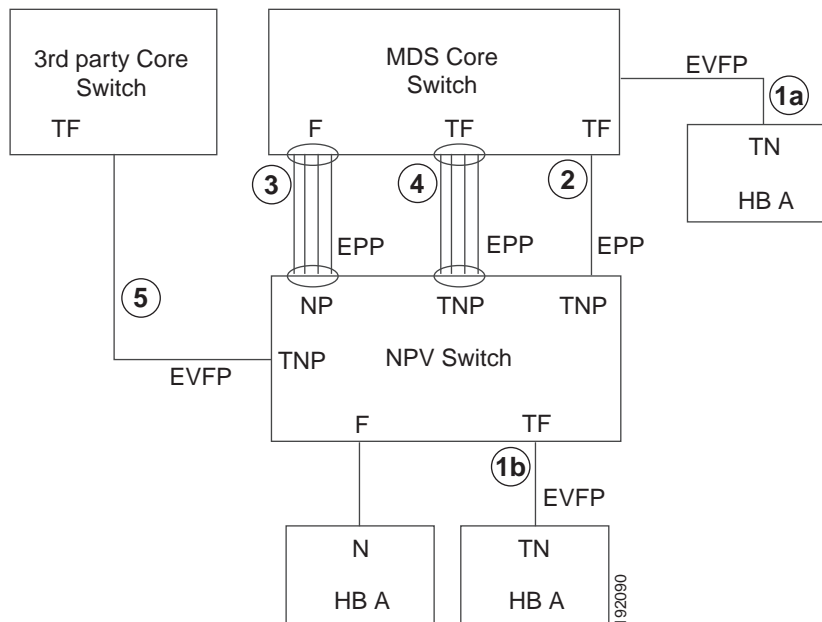 3rd party Core
Switch
TF
MDS Core
Switch
F
TF
TF
EVFP
1a
TN
HB A
3
4
2
EPP
EPP
EPP
NP
TNP
TNP
5
EVFP
TNP
NPV Switch
F
TF
1b
EVFP
N
HB A
TN
HB A
192090